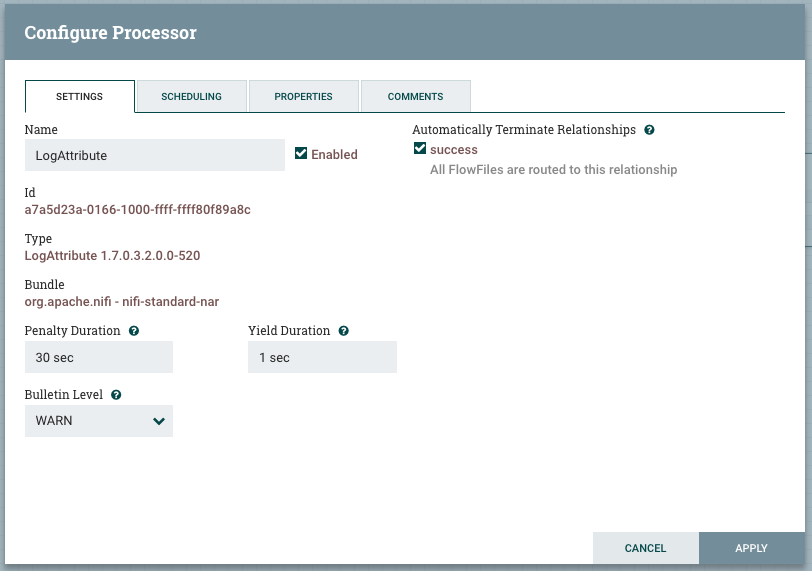 Configure Processor
SETTINGS
SCHEDULING
PROPERTIES
COMMENTS
Name
LogAttribute
Enabled
Id
a7a5d23a-0166-1000-ffff-ffff80f89a8c
Type
LogAttribute 1.7.0.3.2.0.0-520
Bundle
org.apache.nifi - nifi-standard-nar
Penalty Duration ?
Yield Duration ?
30 sec
1 sec
Bulletin Level ?
WARN
Automatically Terminate Relationships ?
success
All FlowFiles are routed to this relationship
CANCEL
APPLY